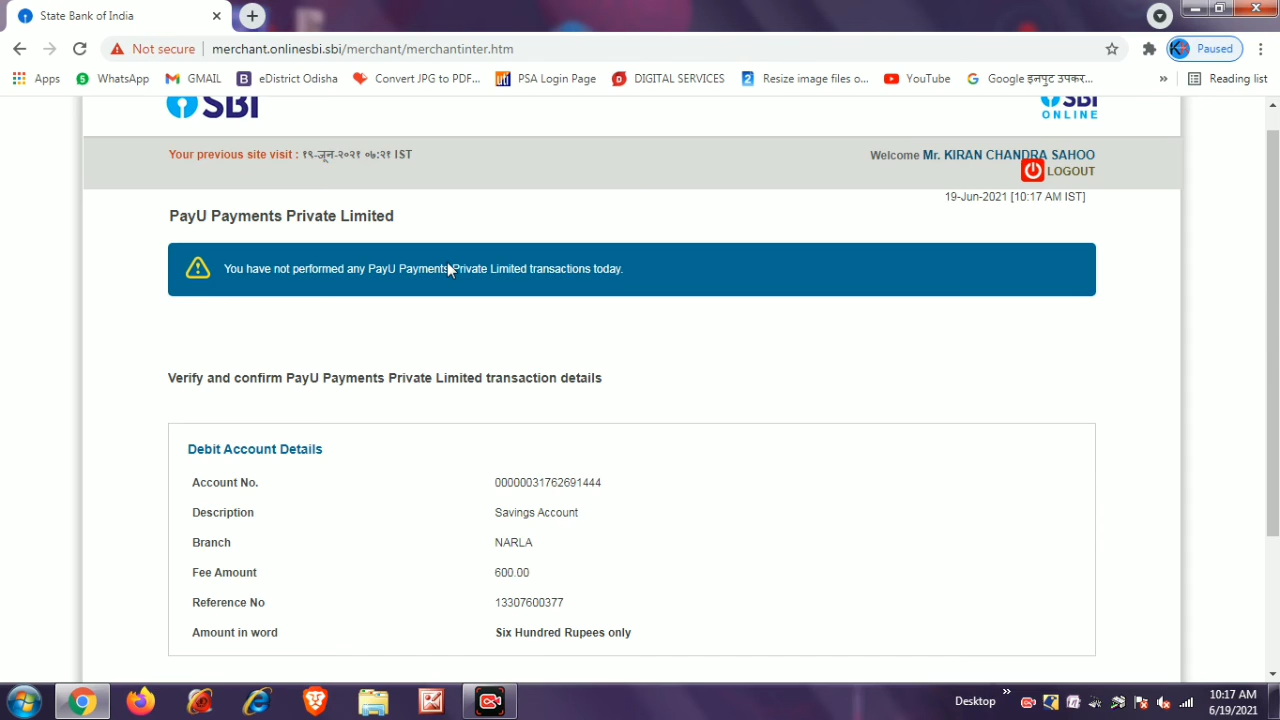 State Bank of India
Not secure merchant.onlinesbi.sbi/merchant/merchantinter.htm Paused
Apps WhatsApp GMAIL eDistrict Odisha Convert JPG to PDF... PSA Login Page DIGITAL SERVICES Resize image files o... YouTube Google इनपुट उपकर... » Reading list
SBI SBI
ONLINE
Your previous site visit : १९-जून-२०२१ ०७:२१ IST Welcome Mr. KIRAN CHANDRA SAHOO
LOGOUT
19-Jun-2021 [10:17 AM IST]
PayU Payments Private Limited
You have not performed any PayU Payments Private Limited transactions today.
Verify and confirm PayU Payments Private Limited transaction details
Debit Account Details
Account No. 00000031762691444
Description Savings Account
Branch NARLA
Fee Amount 600.00
Reference No 13307600377
Amount in word Six Hundred Rupees only
Desktop » 10:17 AM
6/19/2021